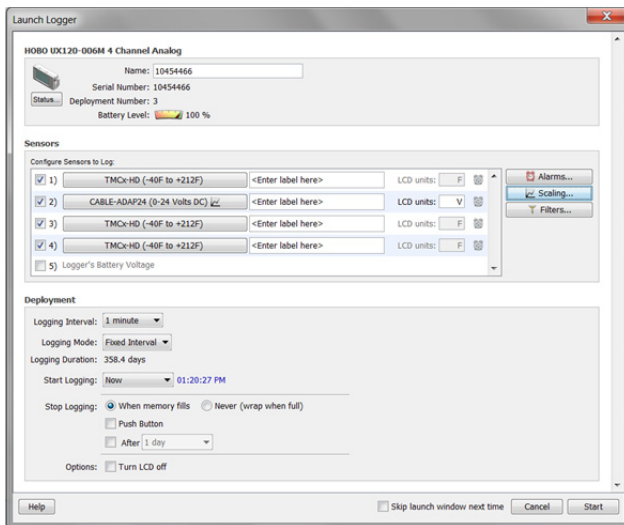 Launch Logger
HOBO UX120-006M 4 Channel Analog
Name: 10454466
Serial Number: 10454466
Status... Deployment Number: 3
Battery Level: 100 %
Sensors
Configure Sensors to Log:
1) TMCx-HD (-40F to +212F) <Enter label here> LCD units: F Alarms...
2) CABLE-ADAP24 (0-24 Volts DC) <Enter label here> LCD units: V Scaling...
3) TMCx-HD (-40F to +212F) <Enter label here> LCD units: F Filters...
4) TMCx-HD (-40F to +212F) <Enter label here> LCD units: F
5) Logger's Battery Voltage
Deployment
Logging Interval: 1 minute
Logging Mode: Fixed Interval
Logging Duration: 358.4 days
Start Logging: Now 01:20:27 PM
Stop Logging: When memory fills Never (wrap when full)
Push Button
After 1 day
Options: Turn LCD off
Help Skip launch window next time Cancel Start